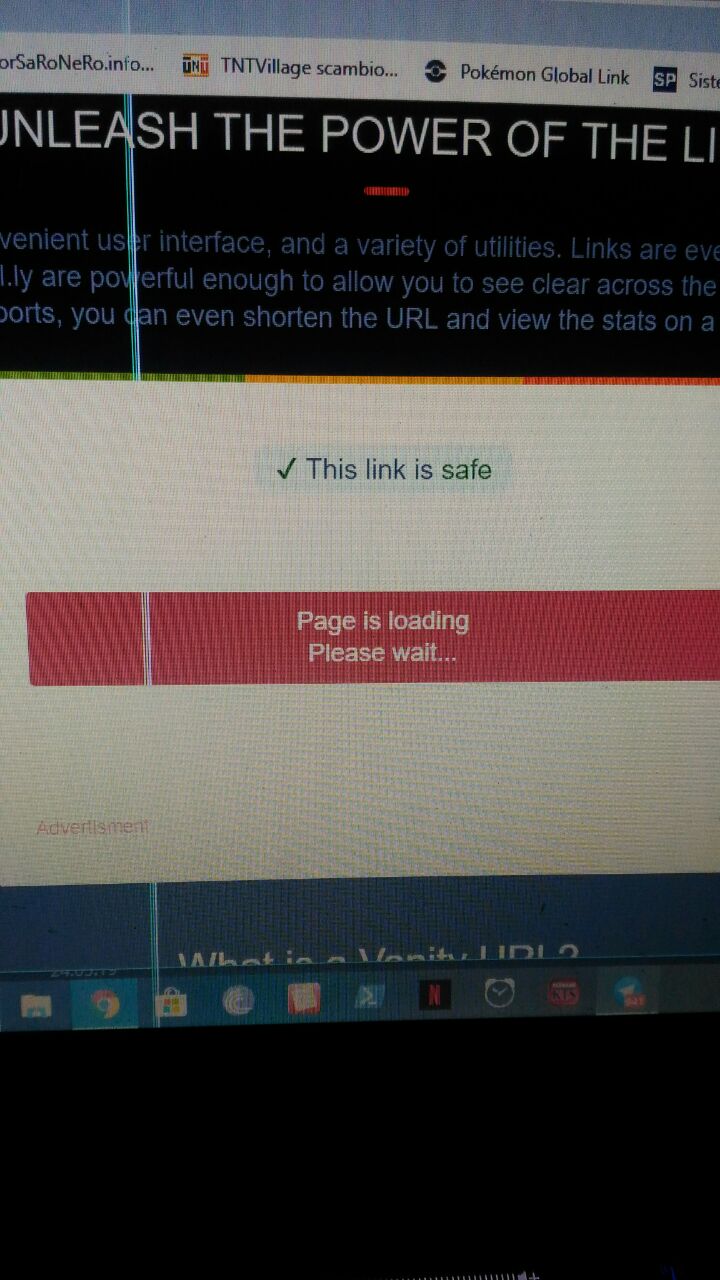 orSaRoNeRo.info...
TNTVillage scambio...
Pokémon Global Link
SP
Siste
UNLEASH THE POWER OF THE LI
venient user interface, and a variety of utilities. Links are eve
l.ly are powerful enough to allow you to see clear across the
ports, you can even shorten the URL and view the stats on a
✓ This link is safe
Page is loading
Please wait...
Advertisment
What is a Vanity URL?
N